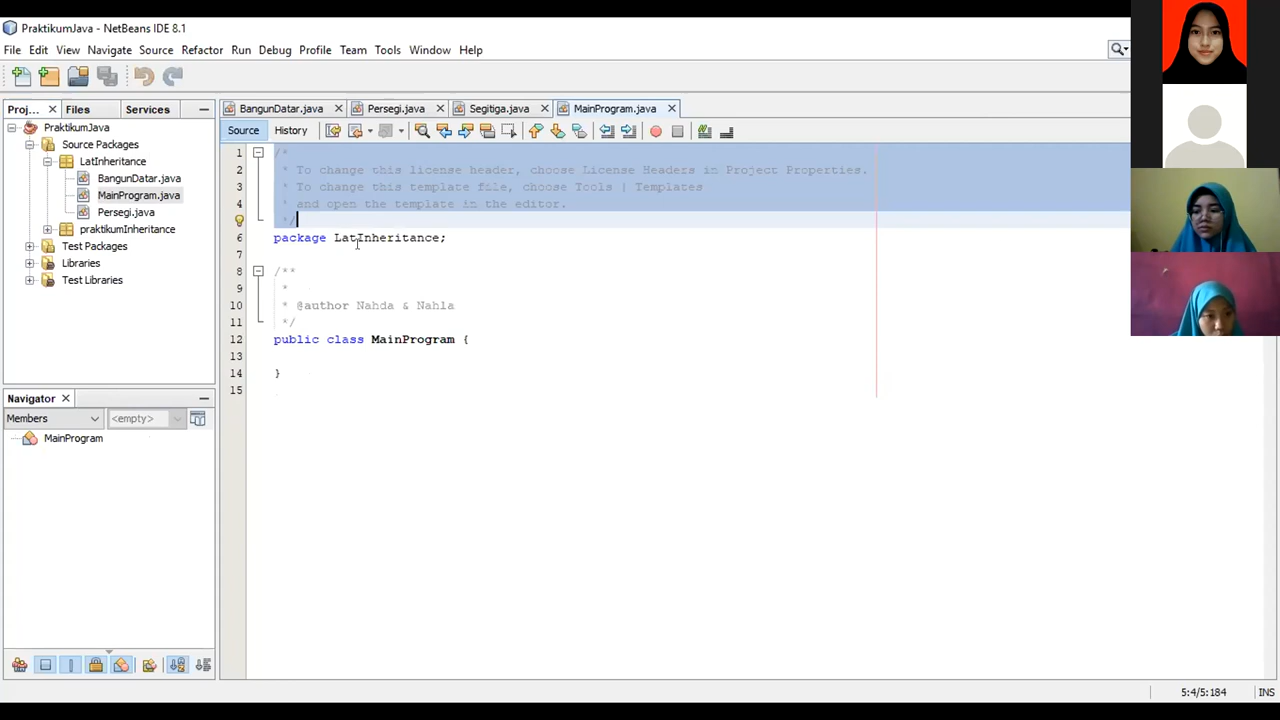 PraktikumJava - NetBeans IDE 8.1
File Edit View Navigate Source Refactor Run Debug Profile Team Tools Window Help
Proj... Files Services
BangunDatar.java Persegi.java Segitiga.java MainProgram.java
Source History
PraktikumJava
Source Packages
LatInheritance
BangunDatar.java
MainProgram.java
Persegi.java
praktikumInheritance
Test Packages
Libraries
Test Libraries
Navigator
Members <empty>
MainProgram
1 /*
2 * To change this license header, choose License Headers in Project Properties.
3 * To change this template file, choose Tools | Templates
4 * and open the template in the editor.
*/
6 package LatInheritance;
7
8 /**
9 *
10 * @author Nahda & Nahla
11 */
12 public class MainProgram {
13
14 }
15
5:4/5:184 INS